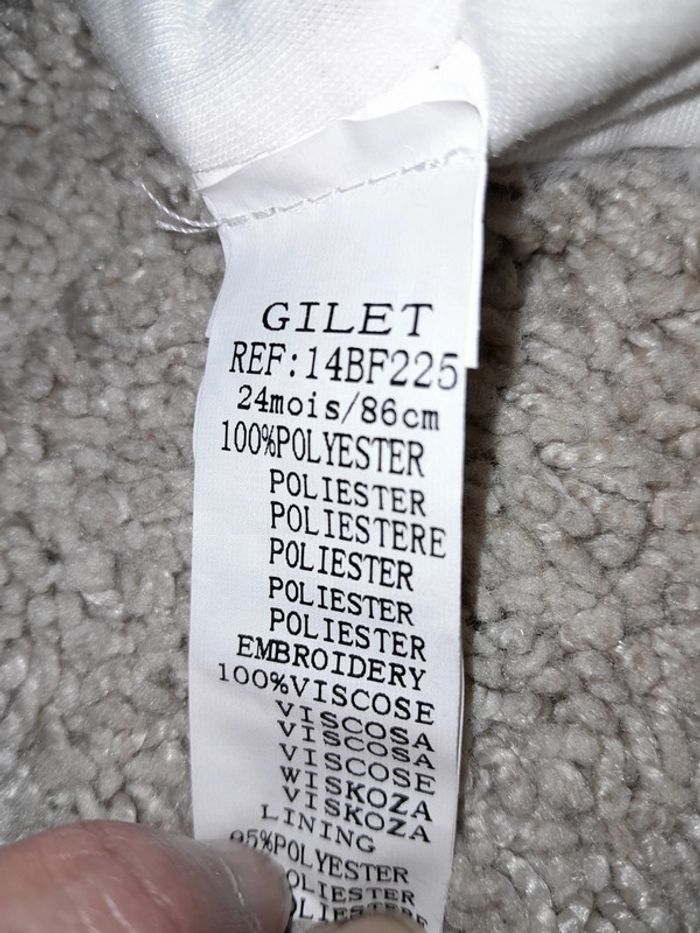 GILET
REF:14BF225
24mois/86cm
100%POLYESTER
POLIESTER
POLIESTERE
POLIESTER
POLIESTER
POLIESTER
EMBROIDERY
100%VISCOSE
VISCOSA
VISCOSA
VISCOSE
WISKOZA
VISKOZA
LINING
95%POLYESTER